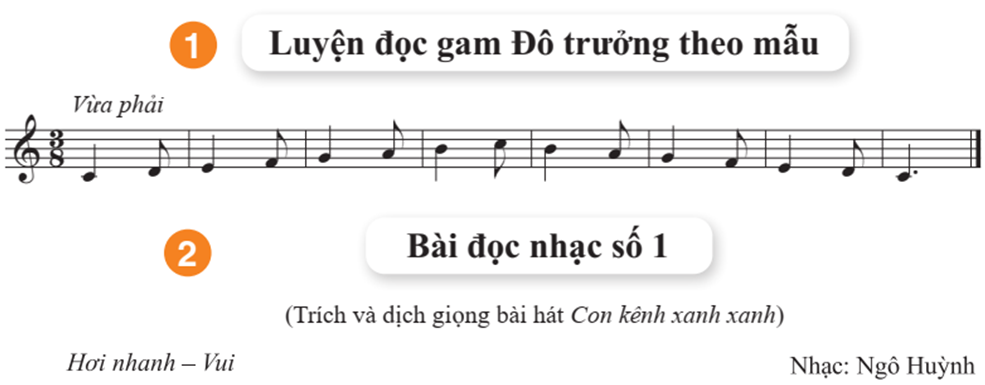 1 Luyện đọc gam Đô trưởng theo mẫu
Vừa phải
3
8
2 Bài đọc nhạc số 1
(Trích và dịch giọng bài hát Con kênh xanh xanh)
Hơi nhanh – Vui
Nhạc: Ngô Huỳnh